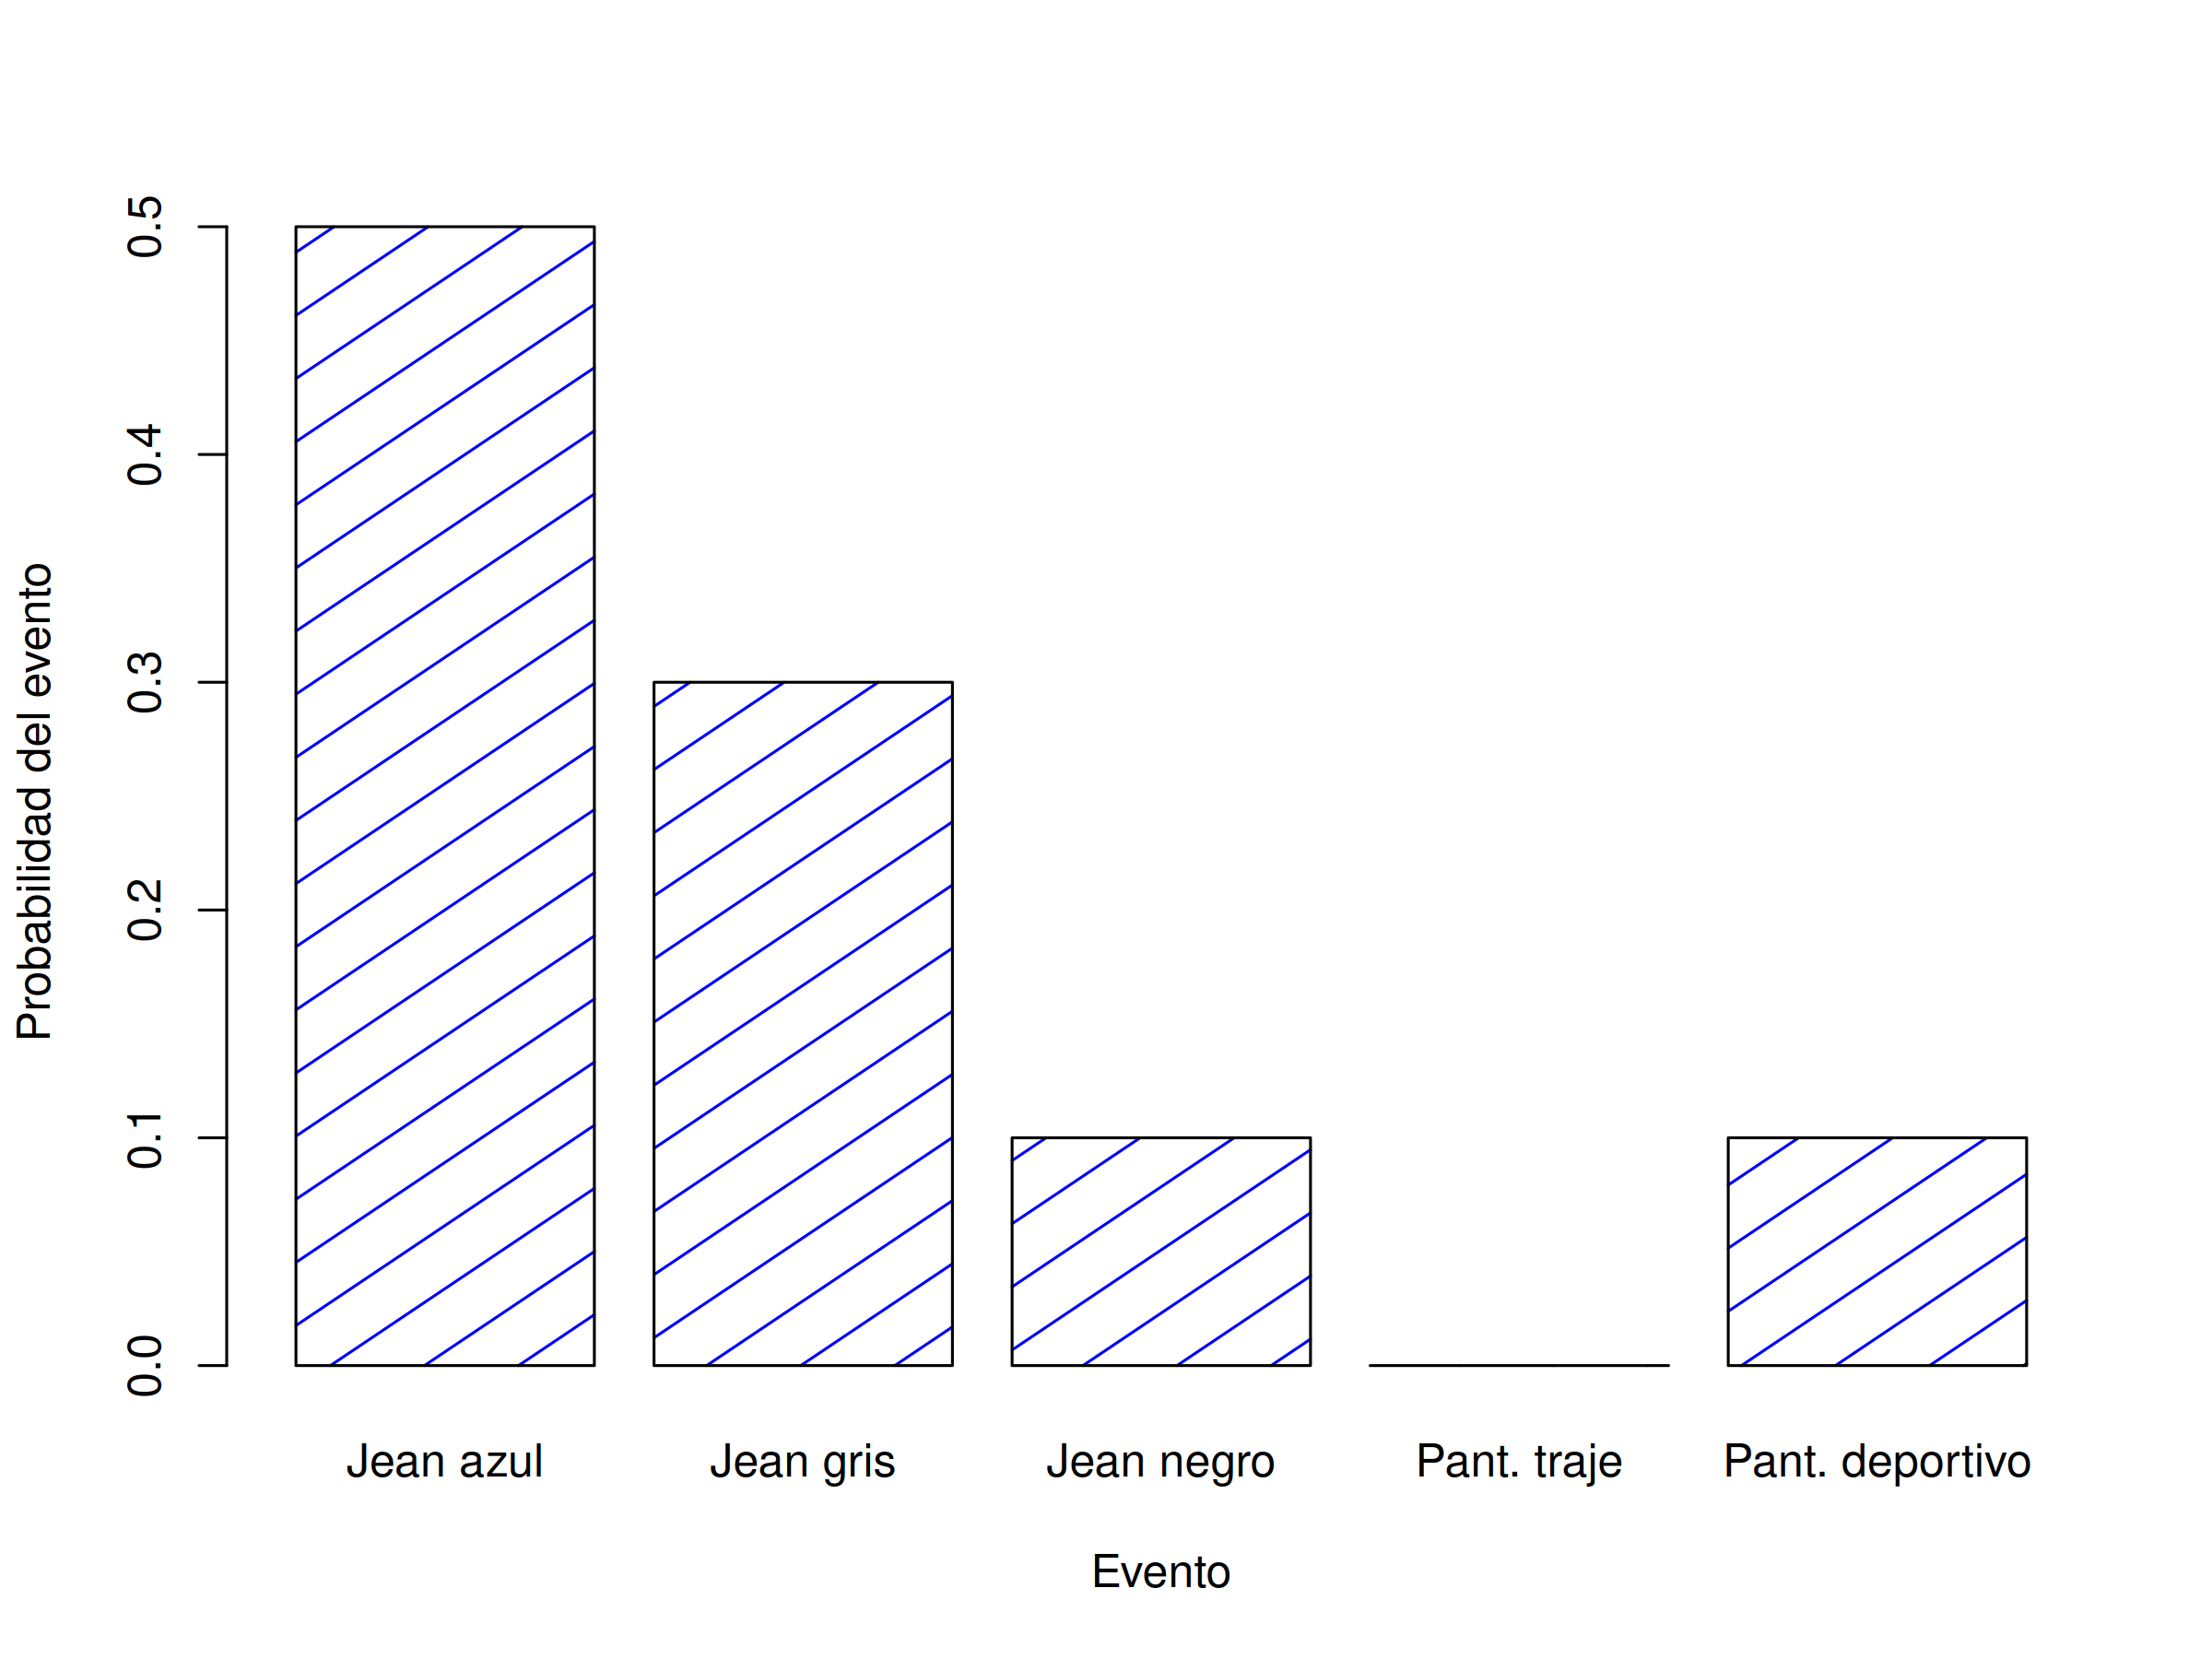 Probabilidad del evento
0.5
0.4
0.3
0.2
0.1
0.0
Jean azul
Jean gris
Jean negro
Pant. traje
Pant. deportivo
Evento